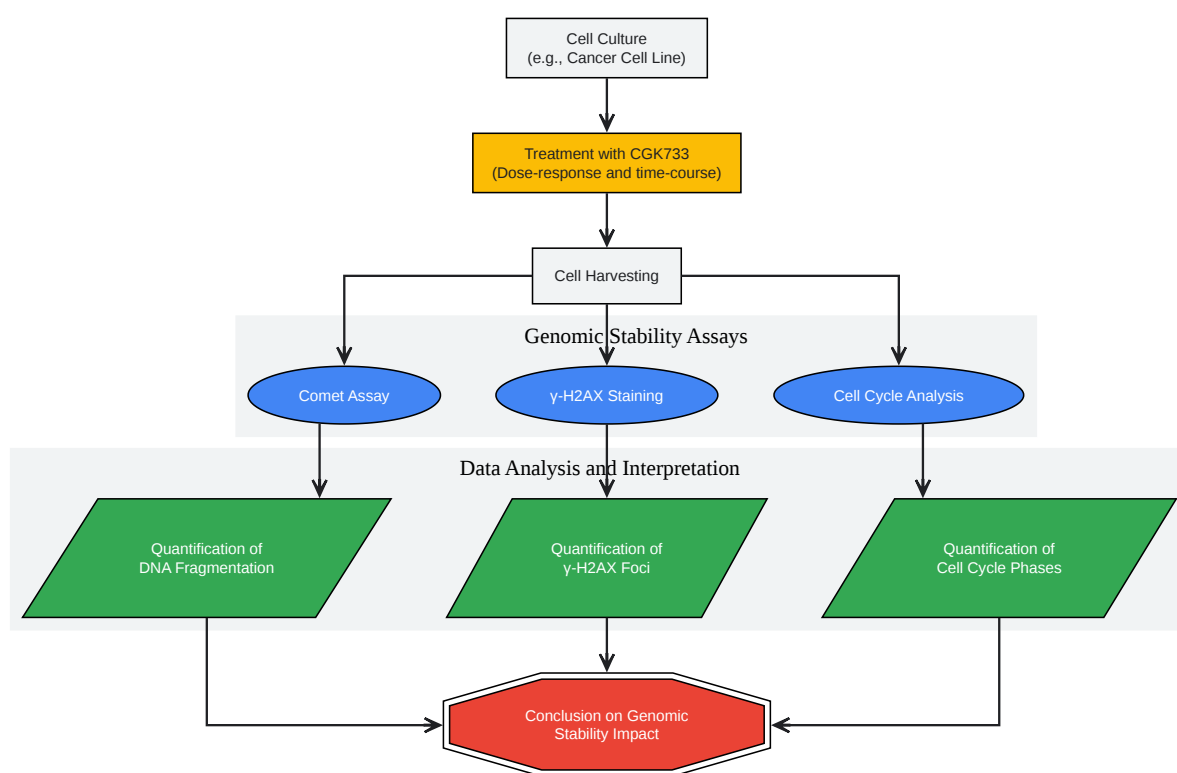 Cell Culture
(e.g., Cancer Cell Line)
Treatment with CGK733
(Dose-response and time-course)
Cell Harvesting
Genomic Stability Assays
Comet Assay
γ-H2AX Staining
Cell Cycle Analysis
Data Analysis and Interpretation
Quantification of
DNA Fragmentation
Quantification of
γ-H2AX Foci
Quantification of
Cell Cycle Phases
Conclusion on Genomic
Stability Impact